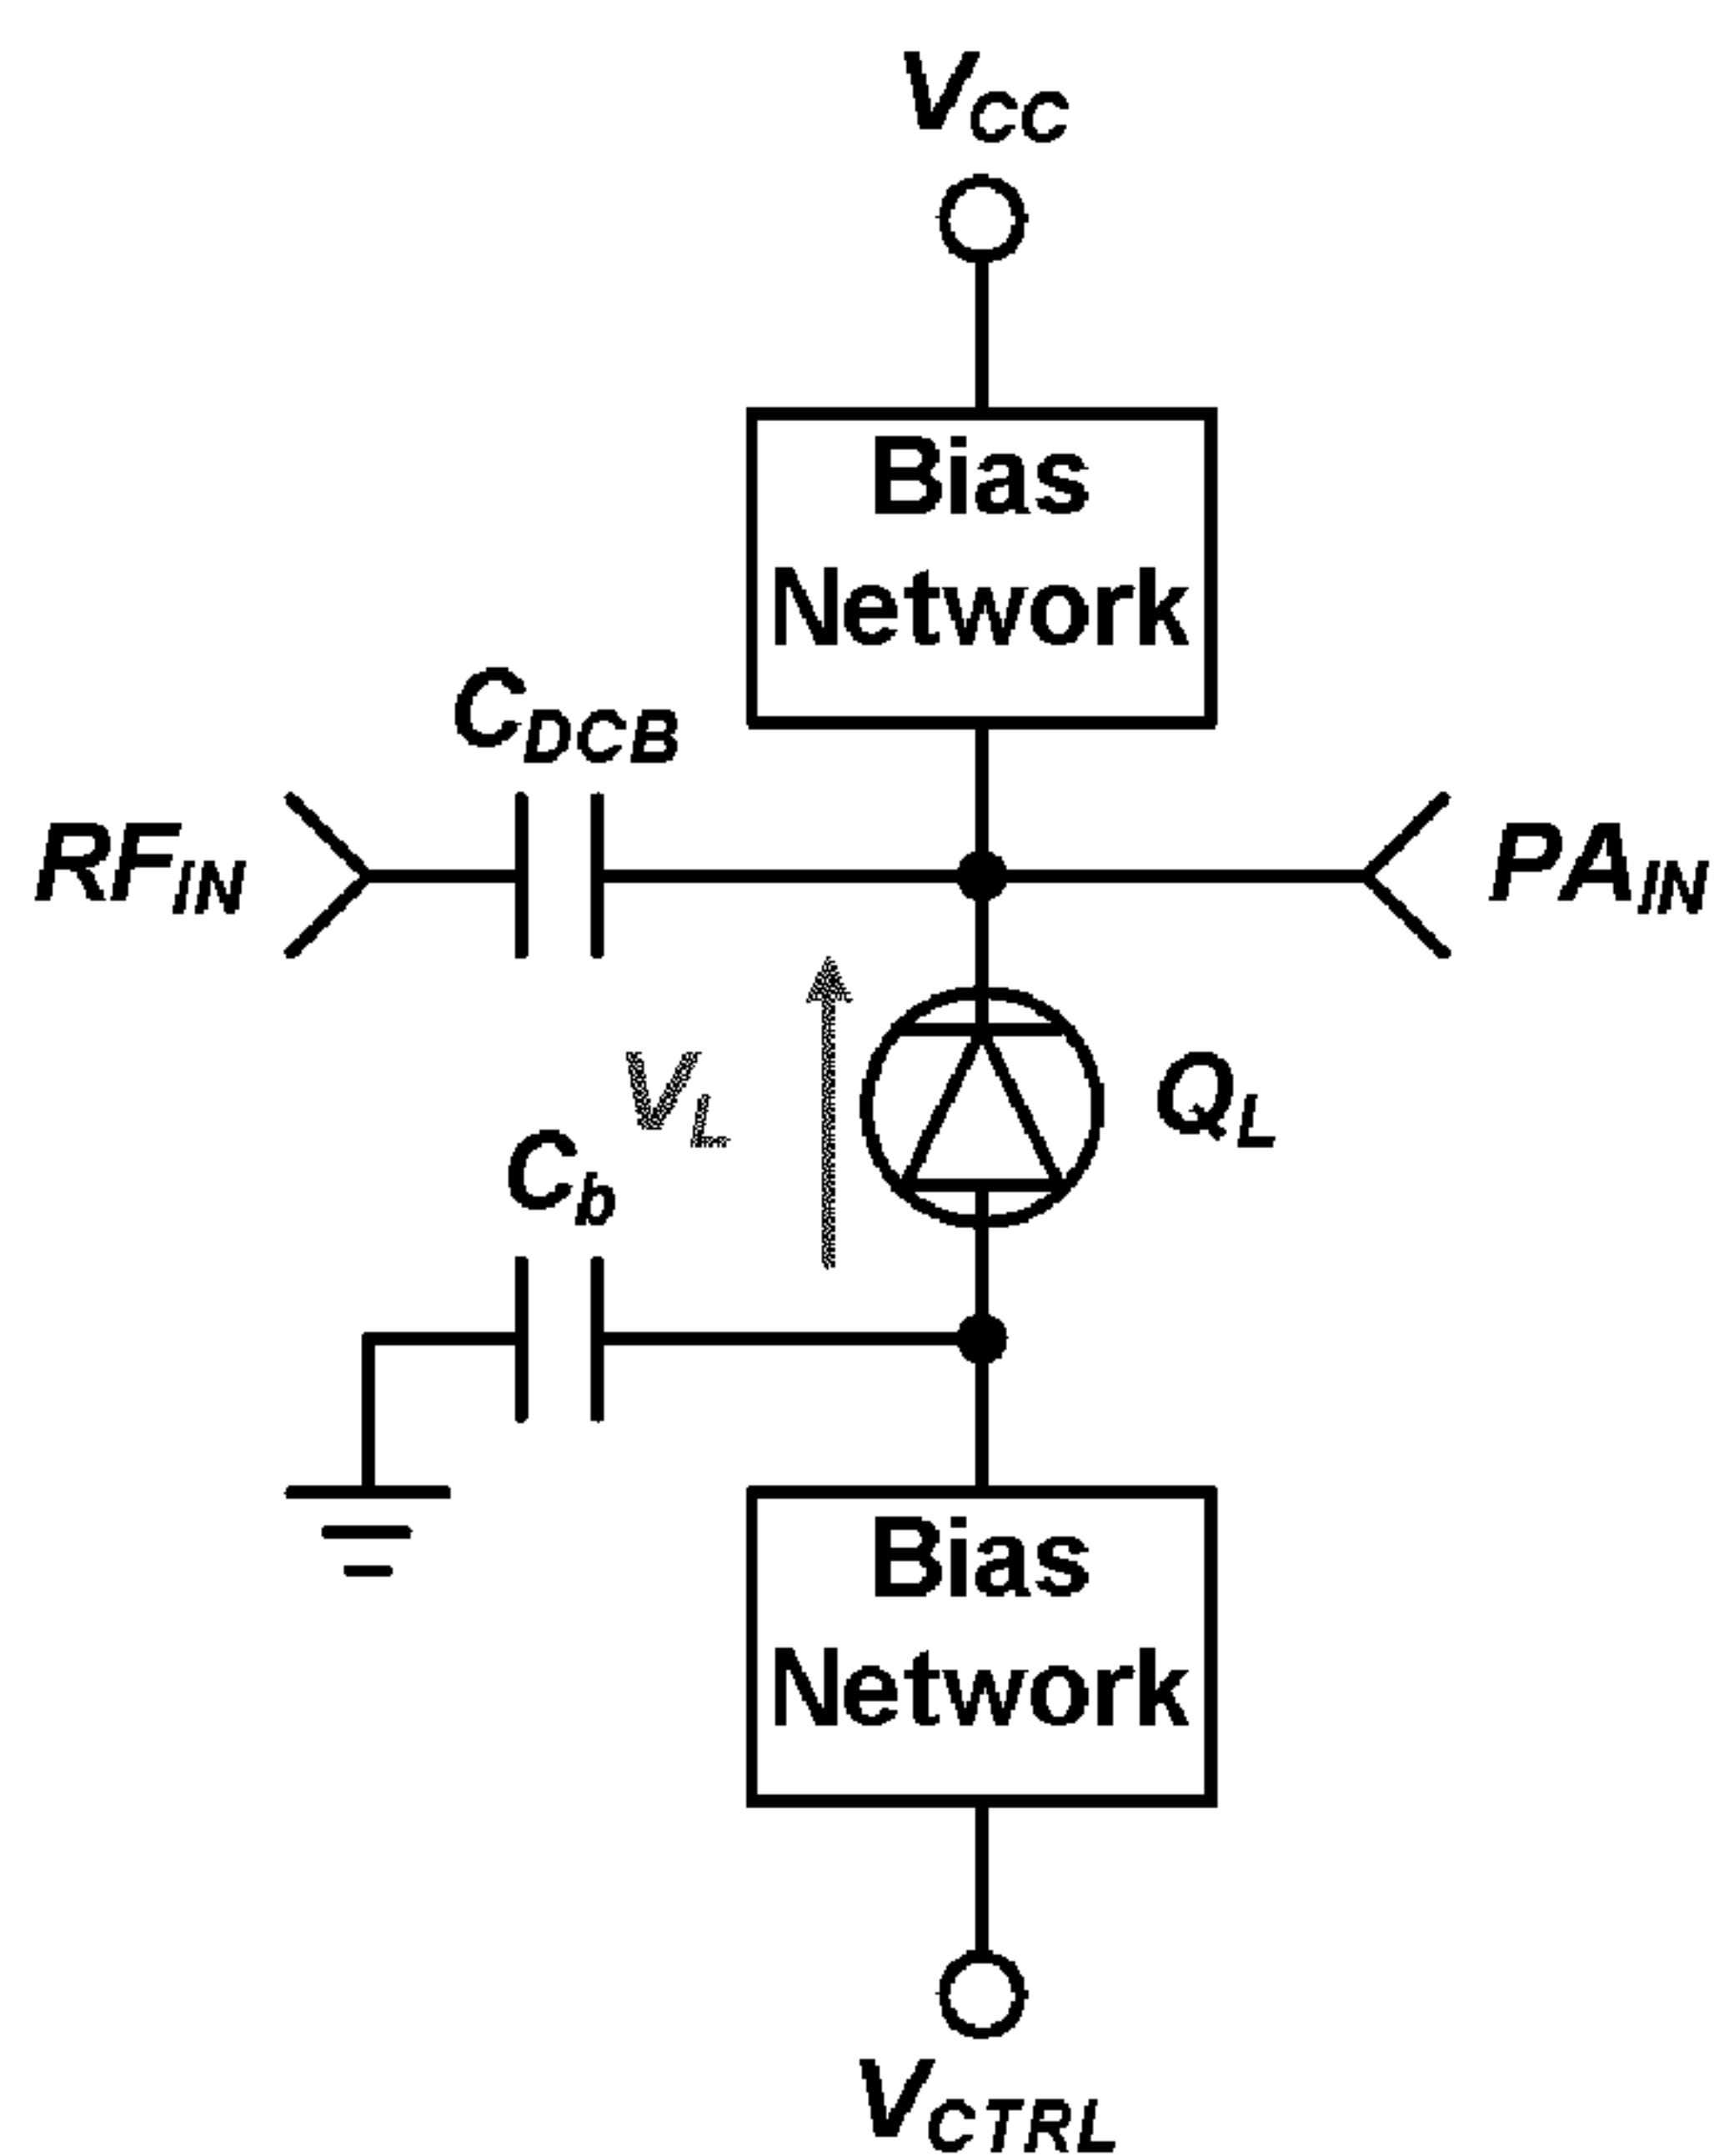 VCC
Bias
Network
CDCB
RFIN
PAIN
VL
QL
Cb
Bias
Network
VCTRL